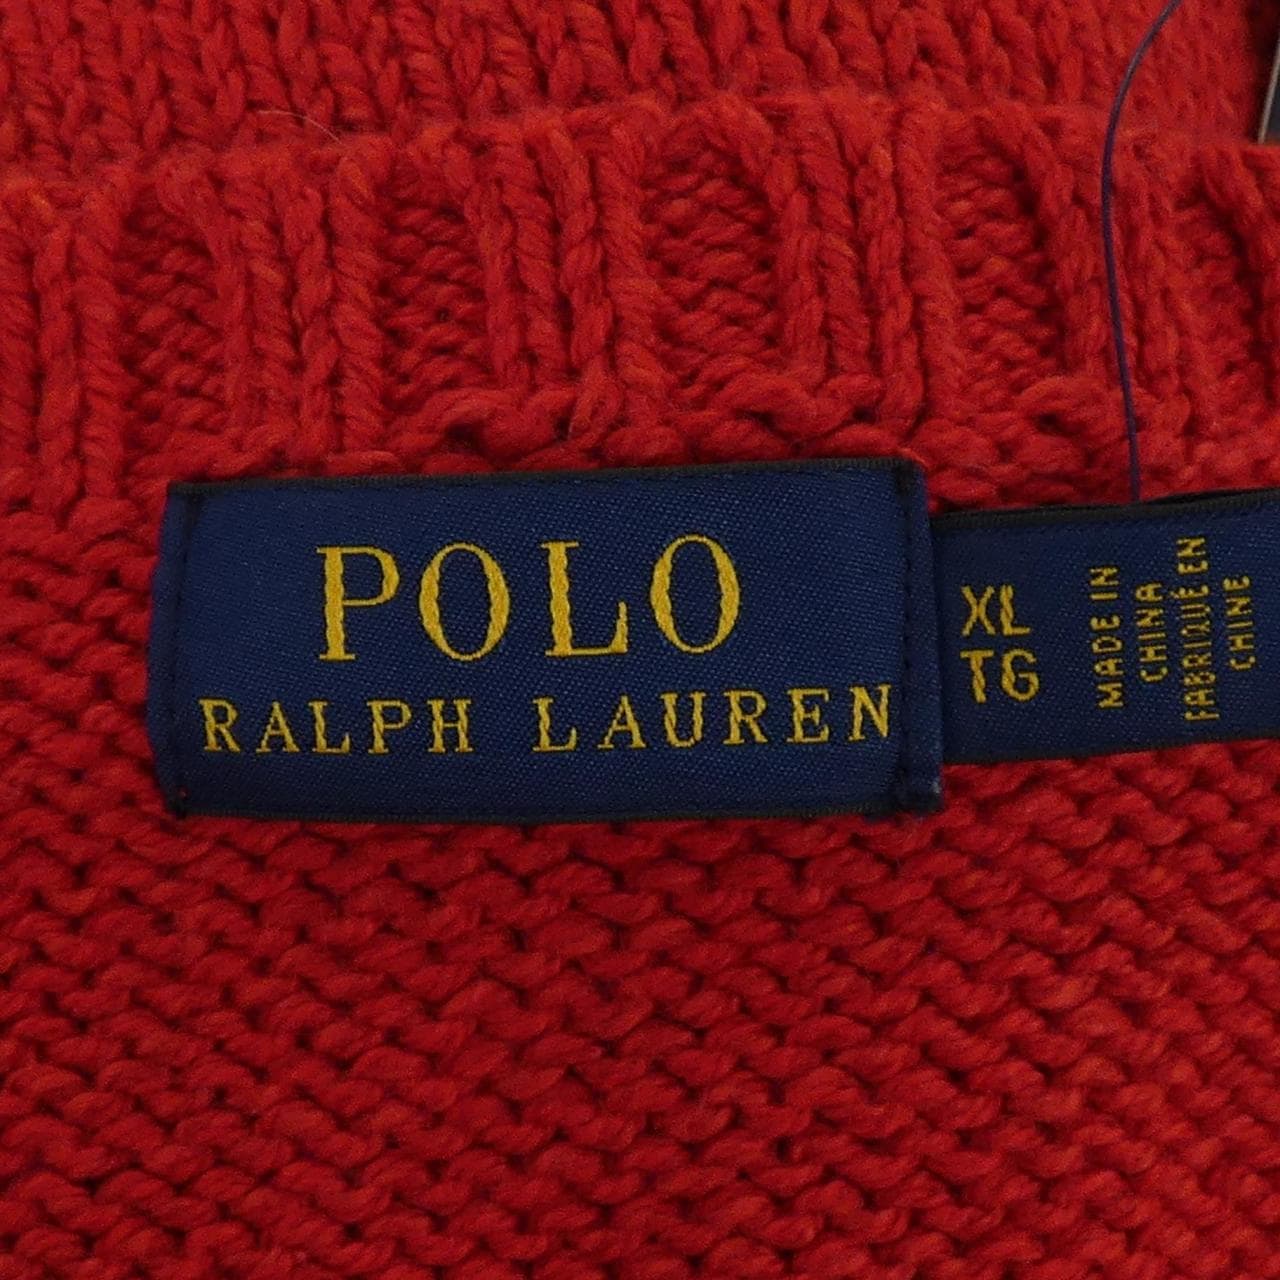 POLO
RALPH LAUREN
XL
TG
MADE IN
CHINA
FABRIQUÉ EN
CHINE